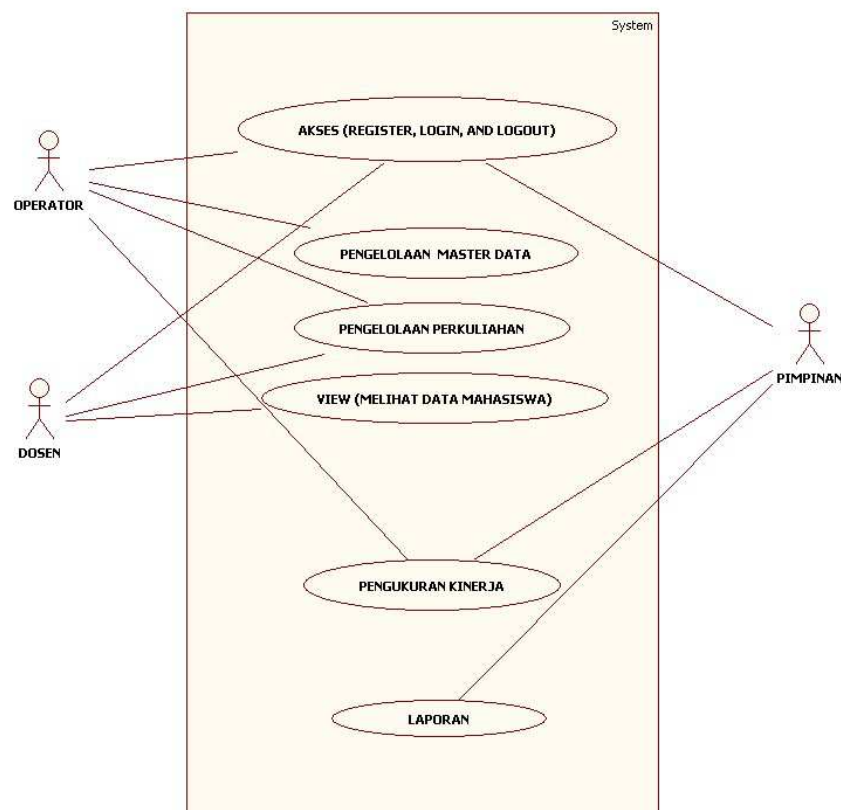 System
AKSES (REGISTER, LOGIN, AND LOGOUT)
OPERATOR
PENGELOLAAN MASTER DATA
PENGELOLAAN PERKULIAHAN
PIMPINAN
VIEW (MELIHAT DATA MAHASISWA)
DOSEN
PENGUKURAN KINERJA
LAPORAN